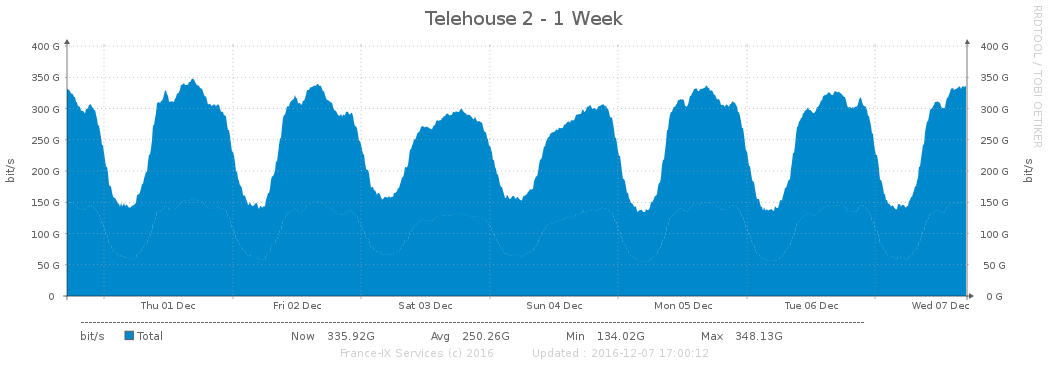 Telehouse 2 - 1 Week
RRDTOOL / TOBI OETIKER
bit/s
400 G 400 G
350 G 350 G
300 G 300 G
250 G 250 G
200 G 200 G
150 G 150 G
100 G 100 G
50 G 50 G
0 0 G
bit/s
Thu 01 Dec Fri 02 Dec Sat 03 Dec Sun 04 Dec Mon 05 Dec Tue 06 Dec Wed 07 Dec
bit/s Total Now 335.92G Avg 250.26G Min 134.02G Max 348.13G
France-IX Services (c) 2016 Updated : 2016-12-07 17:00:12